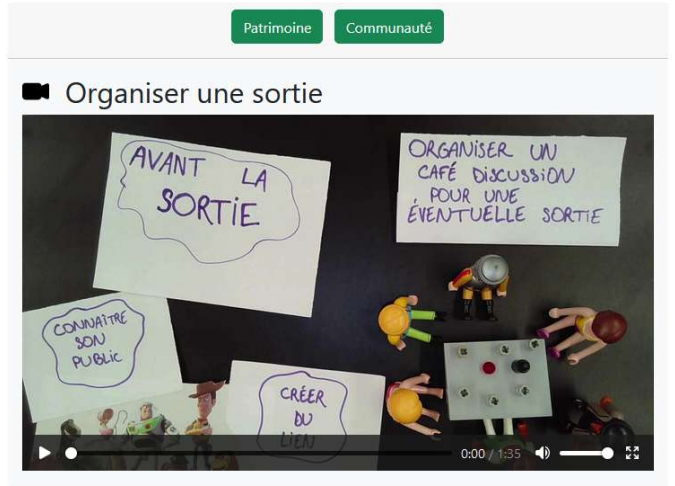 Patrimoine
Communauté
Organiser une sortie
AVANT LA
SORTIE
ORGANISER UN
CAFÉ DISCUSSION
POUR UNE
ÉVENTUELLE SORTIE
CONNAÎTRE
SON
PUBLIC
CRÉER
DU
LIEN
0:00 / 1:35